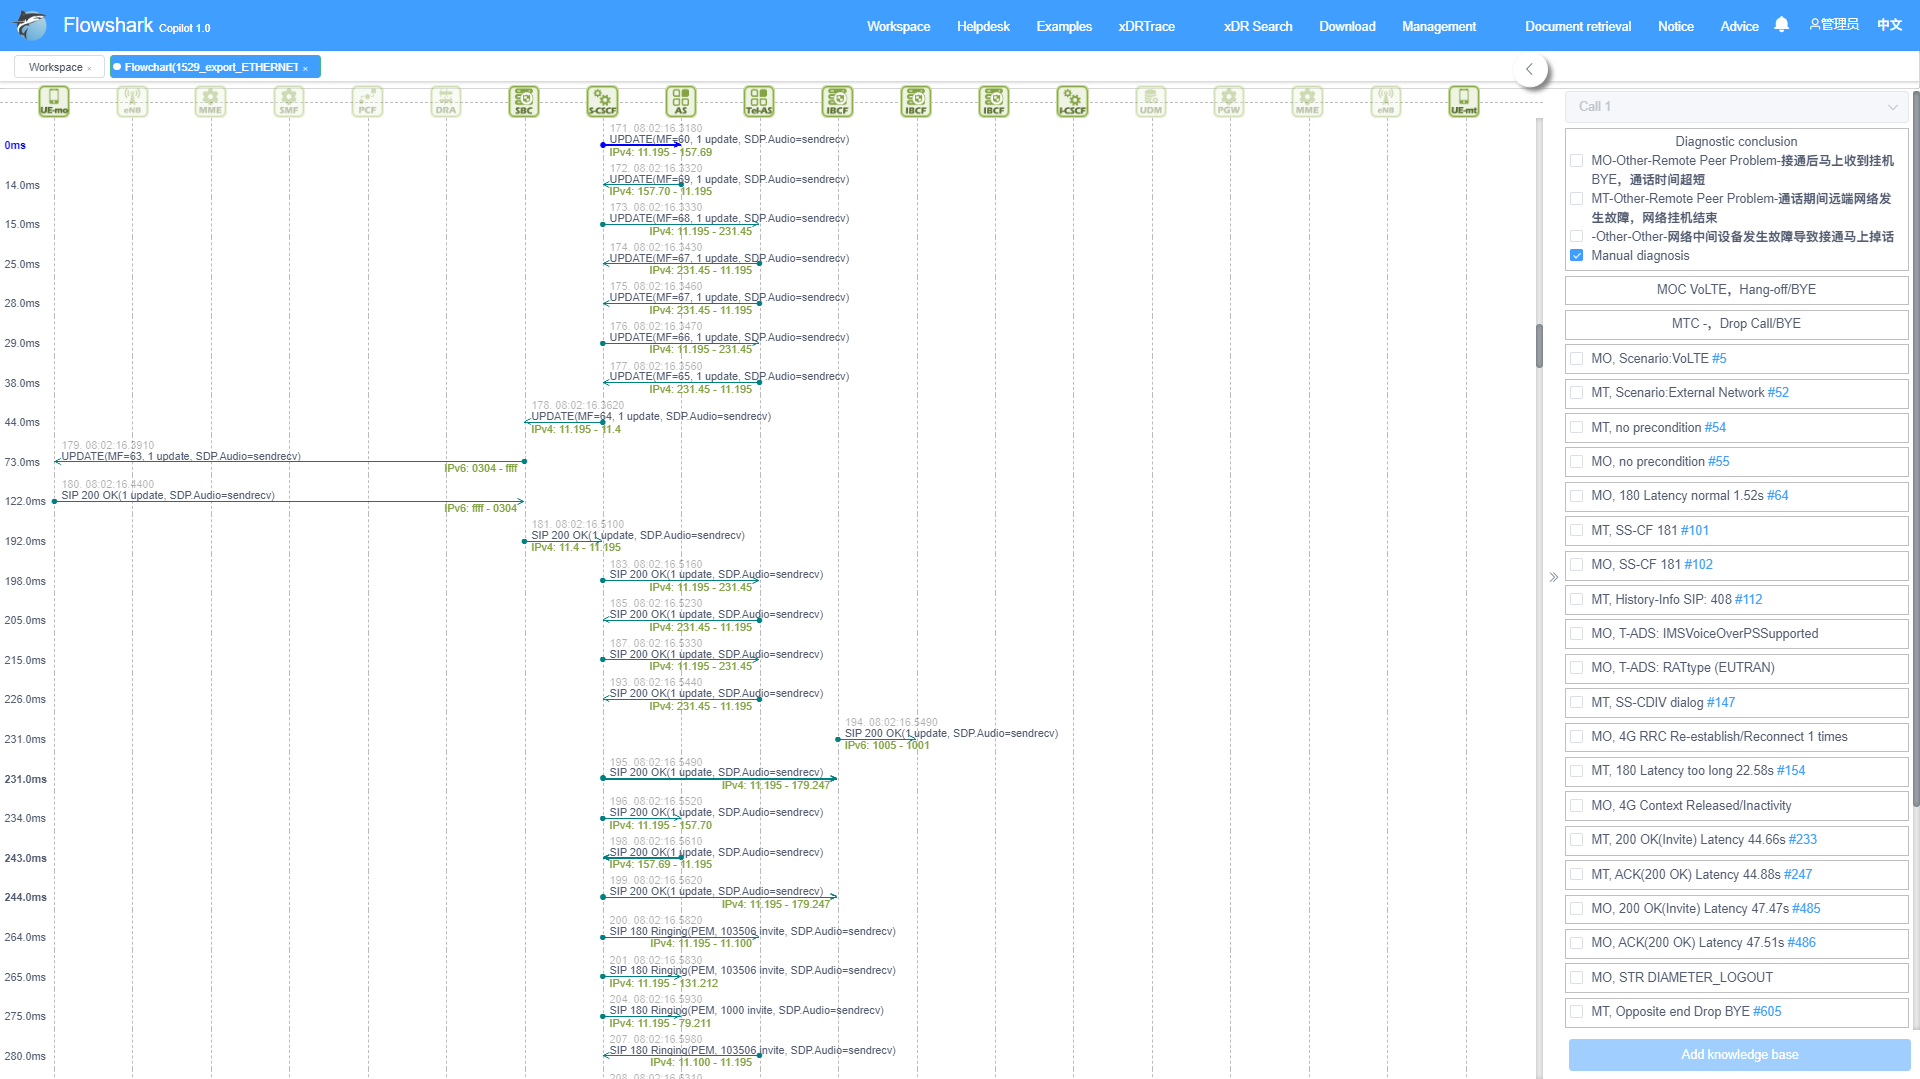 Flowshark Copilot 1.0
Workspace Helpdesk Examples xDRTrace xDR Search Download Management Document retrieval Notice Advice 管理员 中文
Workspace × Flowchart(1529_export_ETHERNET ×
UE-mo eNB MME SMF PCF DRA SBC S-CSCF AS Tel-AS IBCF IBCF IBCF I-CSCF UDM PGW MME eNB UE-mt
171. 08:02:16.3180
0ms UPDATE(MF=60, 1 update, SDP.Audio=sendrecv)
IPv4: 11.195 - 157.69
172. 08:02:16.3320
14.0ms UPDATE(MF=69, 1 update, SDP.Audio=sendrecv)
IPv4: 157.70 - 11.195
173. 08:02:16.3330
15.0ms UPDATE(MF=68, 1 update, SDP.Audio=sendrecv)
IPv4: 11.195 - 231.45
174. 08:02:16.3430
25.0ms UPDATE(MF=67, 1 update, SDP.Audio=sendrecv)
IPv4: 231.45 - 11.195
175. 08:02:16.3460
28.0ms UPDATE(MF=67, 1 update, SDP.Audio=sendrecv)
IPv4: 231.45 - 11.195
176. 08:02:16.3470
29.0ms UPDATE(MF=66, 1 update, SDP.Audio=sendrecv)
IPv4: 11.195 - 231.45
177. 08:02:16.3560
38.0ms UPDATE(MF=65, 1 update, SDP.Audio=sendrecv)
IPv4: 231.45 - 11.195
178. 08:02:16.3620
44.0ms UPDATE(MF=64, 1 update, SDP.Audio=sendrecv)
IPv4: 11.195 - 11.4
179. 08:02:16.3910
73.0ms UPDATE(MF=63, 1 update, SDP.Audio=sendrecv)
IPv6: 0304 - ffff
180. 08:02:16.4400
122.0ms SIP 200 OK(1 update, SDP.Audio=sendrecv)
IPv6: ffff - 0304
181. 08:02:16.5100
192.0ms SIP 200 OK(1 update, SDP.Audio=sendrecv)
IPv4: 11.4 - 11.195
183. 08:02:16.5160
198.0ms SIP 200 OK(1 update, SDP.Audio=sendrecv)
IPv4: 11.195 - 231.45
185. 08:02:16.5230
205.0ms SIP 200 OK(1 update, SDP.Audio=sendrecv)
IPv4: 231.45 - 11.195
187. 08:02:16.5330
215.0ms SIP 200 OK(1 update, SDP.Audio=sendrecv)
IPv4: 11.195 - 231.45
193. 08:02:16.5440
226.0ms SIP 200 OK(1 update, SDP.Audio=sendrecv)
IPv4: 231.45 - 11.195
194. 08:02:16.5490
231.0ms SIP 200 OK(1 update, SDP.Audio=sendrecv)
IPv6: 1005 - 1001
195. 08:02:16.5490
231.0ms SIP 200 OK(1 update, SDP.Audio=sendrecv)
IPv4: 11.195 - 179.247
196. 08:02:16.5520
234.0ms SIP 200 OK(1 update, SDP.Audio=sendrecv)
IPv4: 11.195 - 157.70
198. 08:02:16.5610
243.0ms SIP 200 OK(1 update, SDP.Audio=sendrecv)
IPv4: 157.69 - 11.195
199. 08:02:16.5620
244.0ms SIP 200 OK(1 update, SDP.Audio=sendrecv)
IPv4: 11.195 - 179.247
200. 08:02:16.5820
264.0ms SIP 180 Ringing(PEM, 103506 invite, SDP.Audio=sendrecv)
IPv4: 11.195 - 11.100
201. 08:02:16.5830
265.0ms SIP 180 Ringing(PEM, 103506 invite, SDP.Audio=sendrecv)
IPv4: 11.195 - 131.212
204. 08:02:16.5930
275.0ms SIP 180 Ringing(PEM, 1000 invite, SDP.Audio=sendrecv)
IPv4: 11.195 - 79.211
207. 08:02:16.5980
280.0ms SIP 180 Ringing(PEM, 103506 invite, SDP.Audio=sendrecv)
IPv4: 11.100 - 11.195
208. 08:02:16.6310
Call 1
Diagnostic conclusion
MO-Other-Remote Peer Problem-接通后马上收到挂机
BYE，通话时间超短
MT-Other-Remote Peer Problem-通话期间远端网络发
生故障，网络挂机结束
-Other-Other-网络中间设备发生故障导致接通马上掉话
Manual diagnosis
MOC VoLTE，Hang-off/BYE
MTC -，Drop Call/BYE
MO, Scenario:VoLTE #5
MT, Scenario:External Network #52
MT, no precondition #54
MO, no precondition #55
MO, 180 Latency normal 1.52s #64
MT, SS-CF 181 #101
MO, SS-CF 181 #102
MT, History-Info SIP: 408 #112
MO, T-ADS: IMSVoiceOverPSSupported
MO, T-ADS: RATtype (EUTRAN)
MT, SS-CDIV dialog #147
MO, 4G RRC Re-establish/Reconnect 1 times
MT, 180 Latency too long 22.58s #154
MO, 4G Context Released/Inactivity
MT, 200 OK(Invite) Latency 44.66s #233
MT, ACK(200 OK) Latency 44.88s #247
MO, 200 OK(Invite) Latency 47.47s #485
MO, ACK(200 OK) Latency 47.51s #486
MO, STR DIAMETER_LOGOUT
MT, Opposite end Drop BYE #605
Add knowledge base